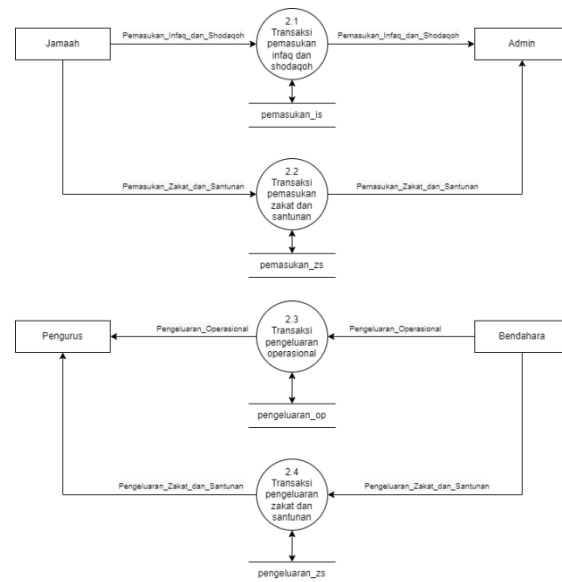 2.1
Transaksi
pemasukan
infaq dan
shodaqoh
Jamaah
Pemasukan_Infaq_dan_Shodaqoh
Pemasukan_Infaq_dan_Shodaqoh
Admin
pemasukan_is
2.2
Transaksi
pemasukan
zakat dan
santunan
Pemasukan_Zakat_dan_Santunan
Pemasukan_Zakat_dan_Santunan
pemasukan_zs
2.3
Transaksi
pengeluaran
operasional
Pengurus
Pengeluaran_Operasional
Pengeluaran_Operasional
Bendahara
pengeluaran_op
2.4
Transaksi
pengeluaran
zakat dan
santunan
Pengeluaran_Zakat_dan_Santunan
Pengeluaran_Zakat_dan_Santunan
pengeluaran_zs